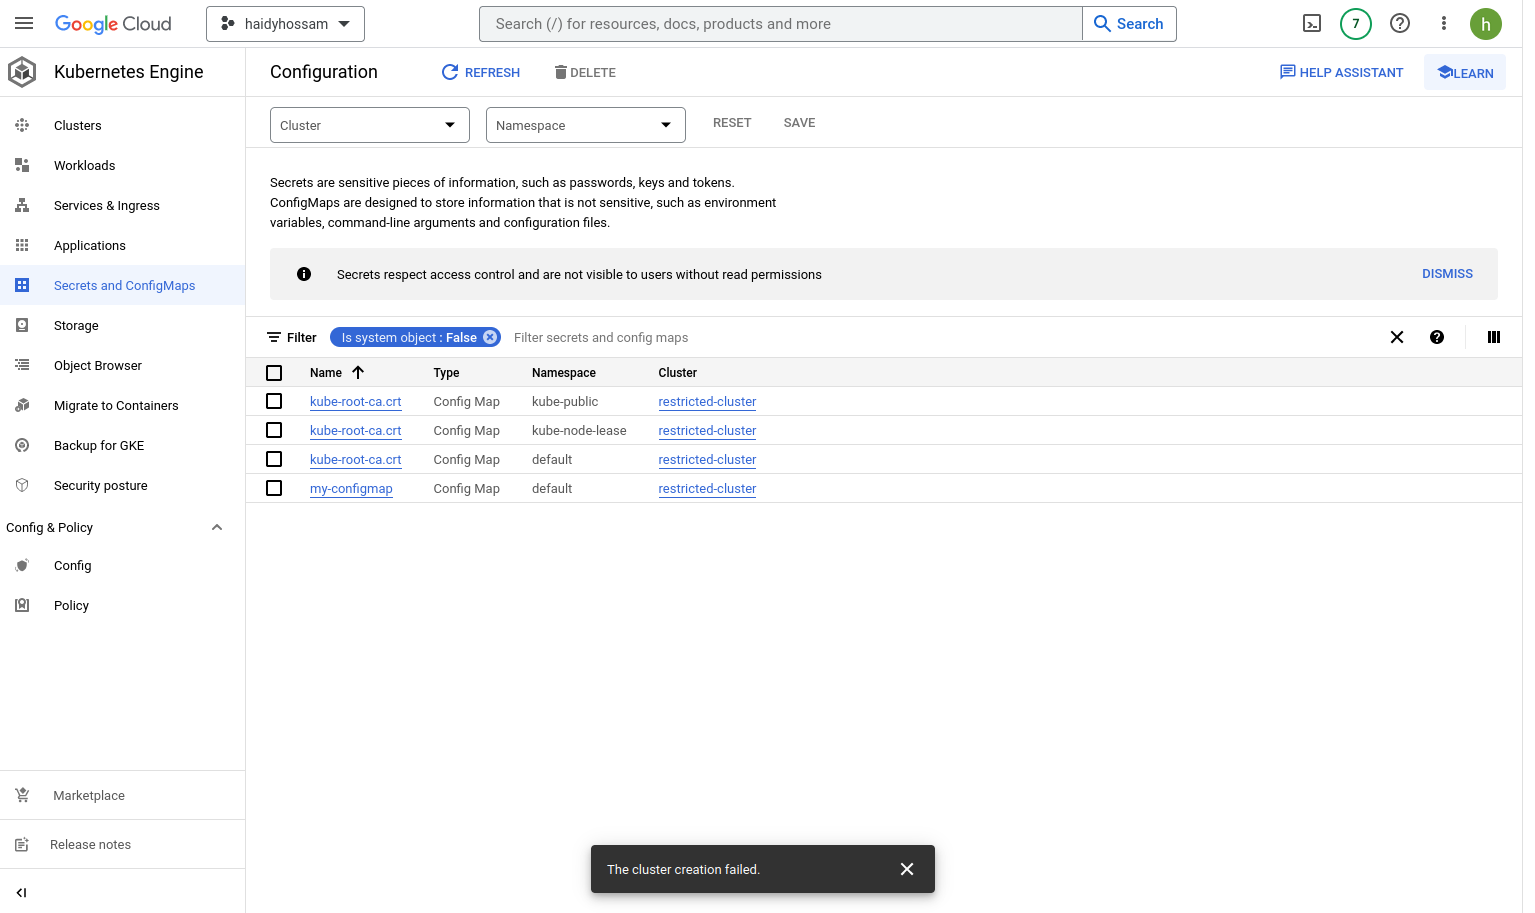 Google Cloud
haidyhossam
Search (/) for resources, docs, products and more
Search
7
h
Kubernetes Engine
Configuration
REFRESH
DELETE
HELP ASSISTANT
LEARN
Clusters
Workloads
Services & Ingress
Applications
Secrets and ConfigMaps
Storage
Object Browser
Migrate to Containers
Backup for GKE
Security posture
Config & Policy
Config
Policy
Marketplace
Release notes
Cluster
Namespace
RESET
SAVE
Secrets are sensitive pieces of information, such as passwords, keys and tokens.
ConfigMaps are designed to store information that is not sensitive, such as environment
variables, command-line arguments and configuration files.
Secrets respect access control and are not visible to users without read permissions
DISMISS
Filter
Is system object : False
Filter secrets and config maps
Name Type Namespace Cluster
kube-root-ca.crt Config Map kube-public restricted-cluster
kube-root-ca.crt Config Map kube-node-lease restricted-cluster
kube-root-ca.crt Config Map default restricted-cluster
my-configmap Config Map default restricted-cluster
The cluster creation failed.